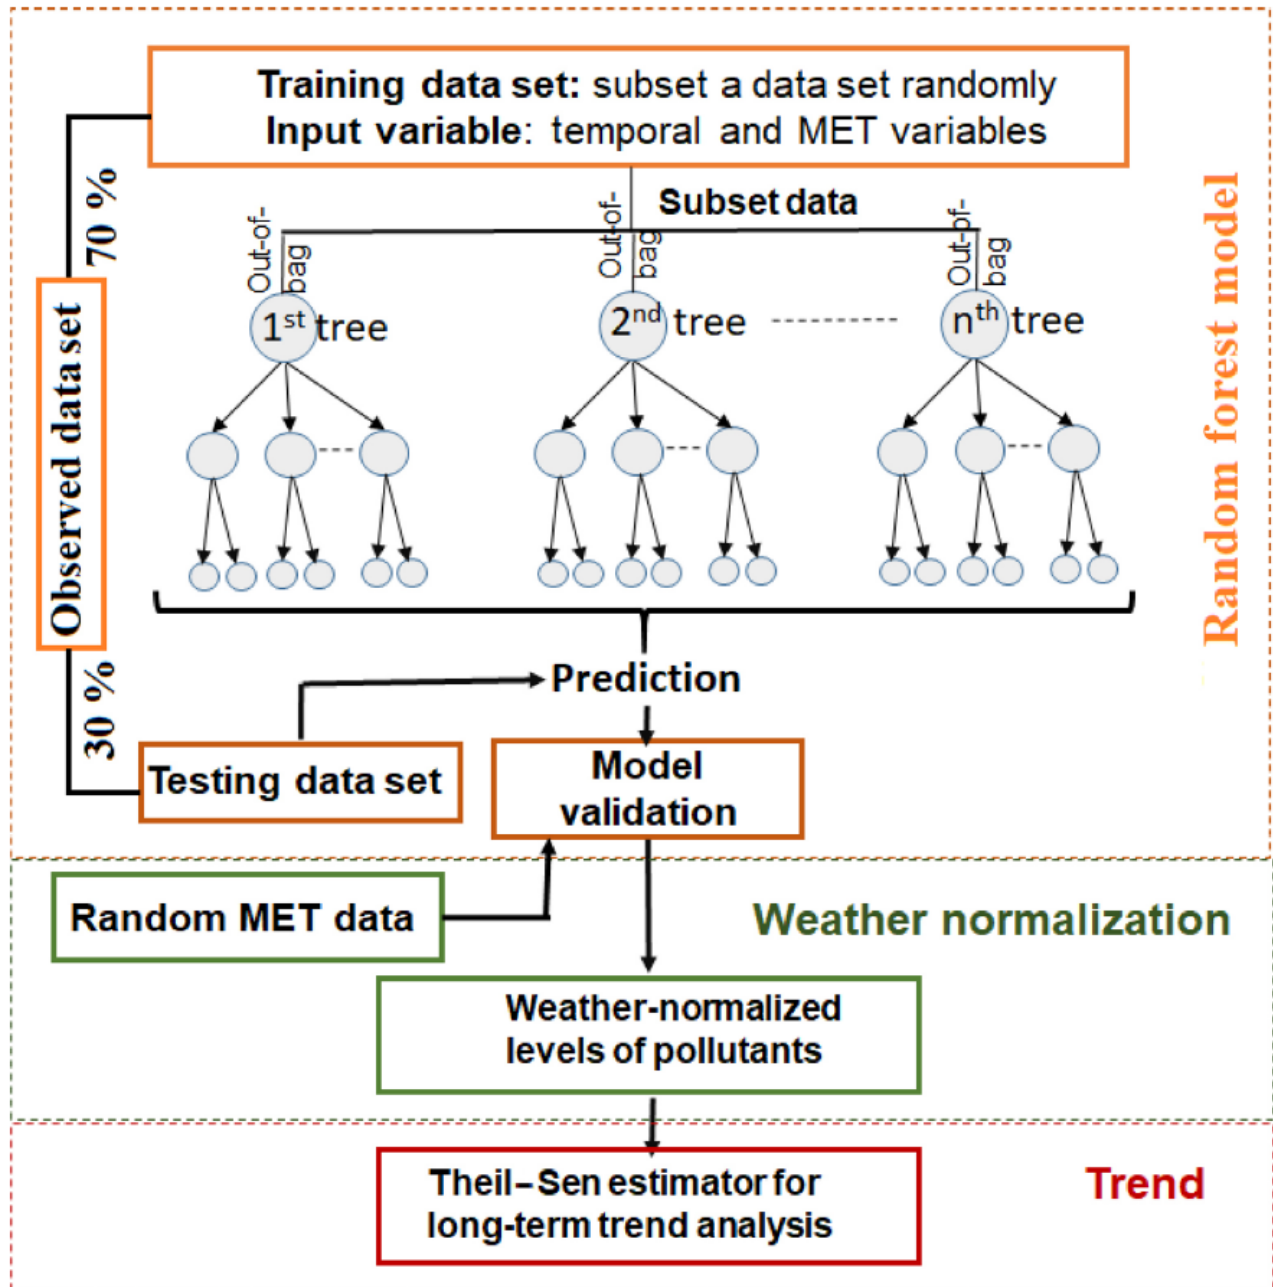 Training data set: subset a data set randomly
Input variable: temporal and MET variables
70 %
Observed data set
30 %
Subset data
Out-of-
bag
Out-of-
bag
Out-of-
bag
1st tree
2nd tree
nth tree
Random forest model
Prediction
Testing data set
Model
validation
Random MET data
Weather normalization
Weather-normalized
levels of pollutants
Theil–Sen estimator for
long-term trend analysis
Trend